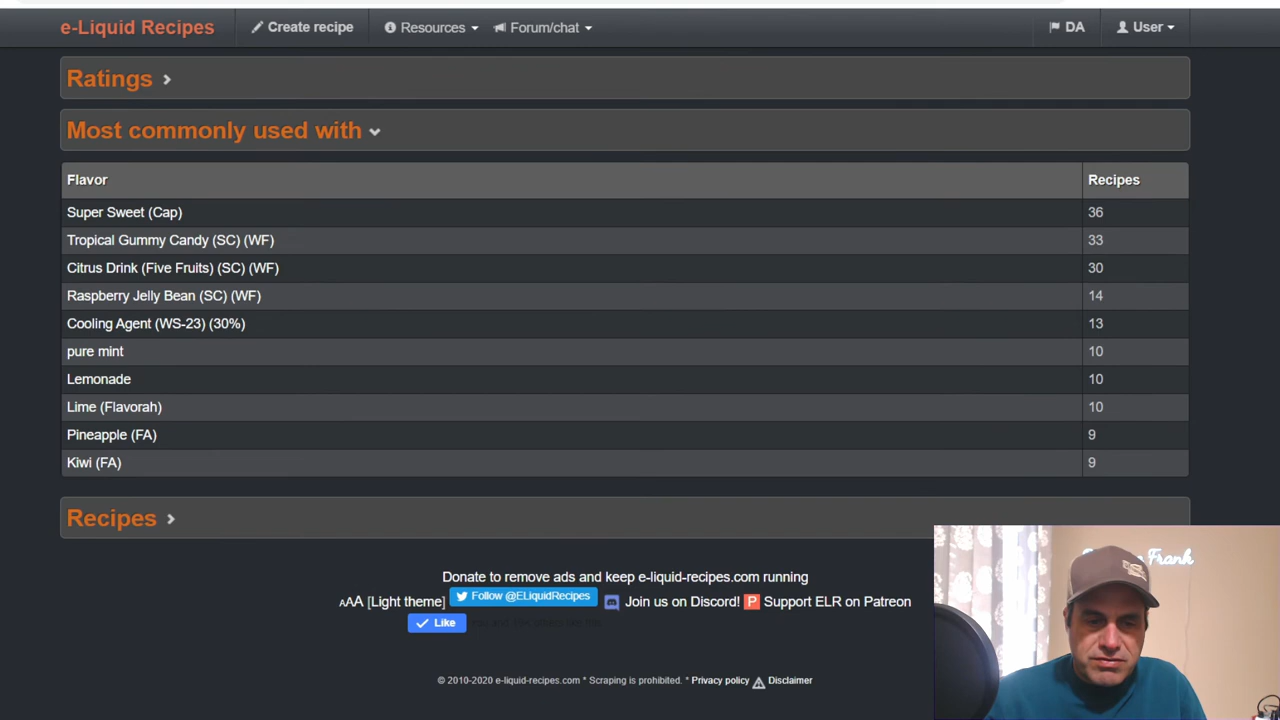 e-Liquid Recipes Create recipe Resources Forum/chat DA User
Ratings
Most commonly used with
Flavor Recipes
Super Sweet (Cap) 36
Tropical Gummy Candy (SC) (WF) 33
Citrus Drink (Five Fruits) (SC) (WF) 30
Raspberry Jelly Bean (SC) (WF) 14
Cooling Agent (WS-23) (30%) 13
pure mint 10
Lemonade 10
Lime (Flavorah) 10
Pineapple (FA) 9
Kiwi (FA) 9
Recipes
Frank
Donate to remove ads and keep e-liquid-recipes.com running
AAA [Light theme] Follow @ELiquidRecipes Join us on Discord! Support ELR on Patreon
Like
© 2010-2020 e-liquid-recipes.com * Scraping is prohibited. * Privacy policy Disclaimer